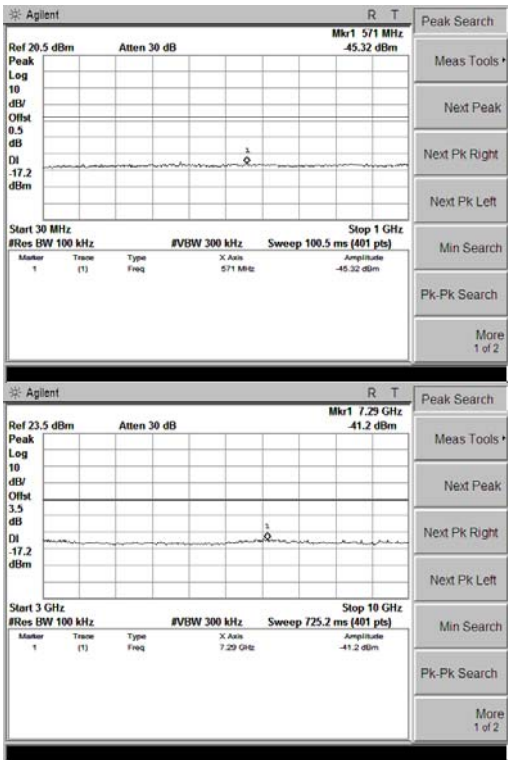 Agilent R T
Peak Search
Mkr1 571 MHz
Ref 20.5 dBm Atten 30 dB -45.32 dBm
Peak
Log
10
dB/
Offst
0.5
dB
DI
-17.2
dBm
1
Start 30 MHz Stop 1 GHz
#Res BW 100 kHz #VBW 300 kHz Sweep 100.5 ms (401 pts)
Marker Trace Type X Axis Amplitude
1 (1) Freq 571 MHz -45.32 dBm
Meas Tools
Next Peak
Next Pk Right
Next Pk Left
Min Search
Pk-Pk Search
More
1 of 2
Agilent R T
Peak Search
Mkr1 7.29 GHz
Ref 23.5 dBm Atten 30 dB -41.2 dBm
Peak
Log
10
dB/
Offst
3.5
dB
DI
-17.2
dBm
1
Start 3 GHz Stop 10 GHz
#Res BW 100 kHz #VBW 300 kHz Sweep 725.2 ms (401 pts)
Marker Trace Type X Axis Amplitude
1 (1) Freq 7.29 GHz -41.2 dBm
Meas Tools
Next Peak
Next Pk Right
Next Pk Left
Min Search
Pk-Pk Search
More
1 of 2